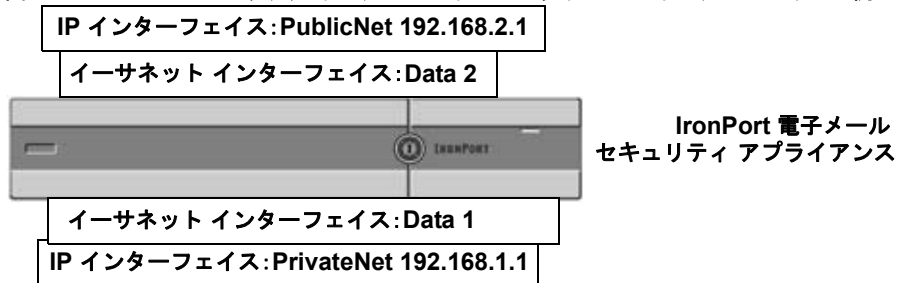 IP インターフェイス：PublicNet 192.168.2.1
イーサネット インターフェイス：Data 2
IronPort 電子メール
セキュリティ アプライアンス
IRONPORT
イーサネット インターフェイス：Data 1
IP インターフェイス：PrivateNet 192.168.1.1